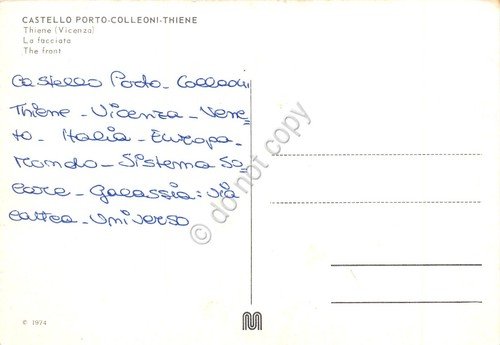 CASTELLO PORTO-COLLEONI-THIENE
Thiene (Vicenza)
La facciata
The front
Castello Porto - Colleoni
Thiene - Vicenza - Vene=
to - Italia - Europa -
Mondo - Sistema So=
lare - Galassia: via
lattea - Universo
© do not copy
© 1974